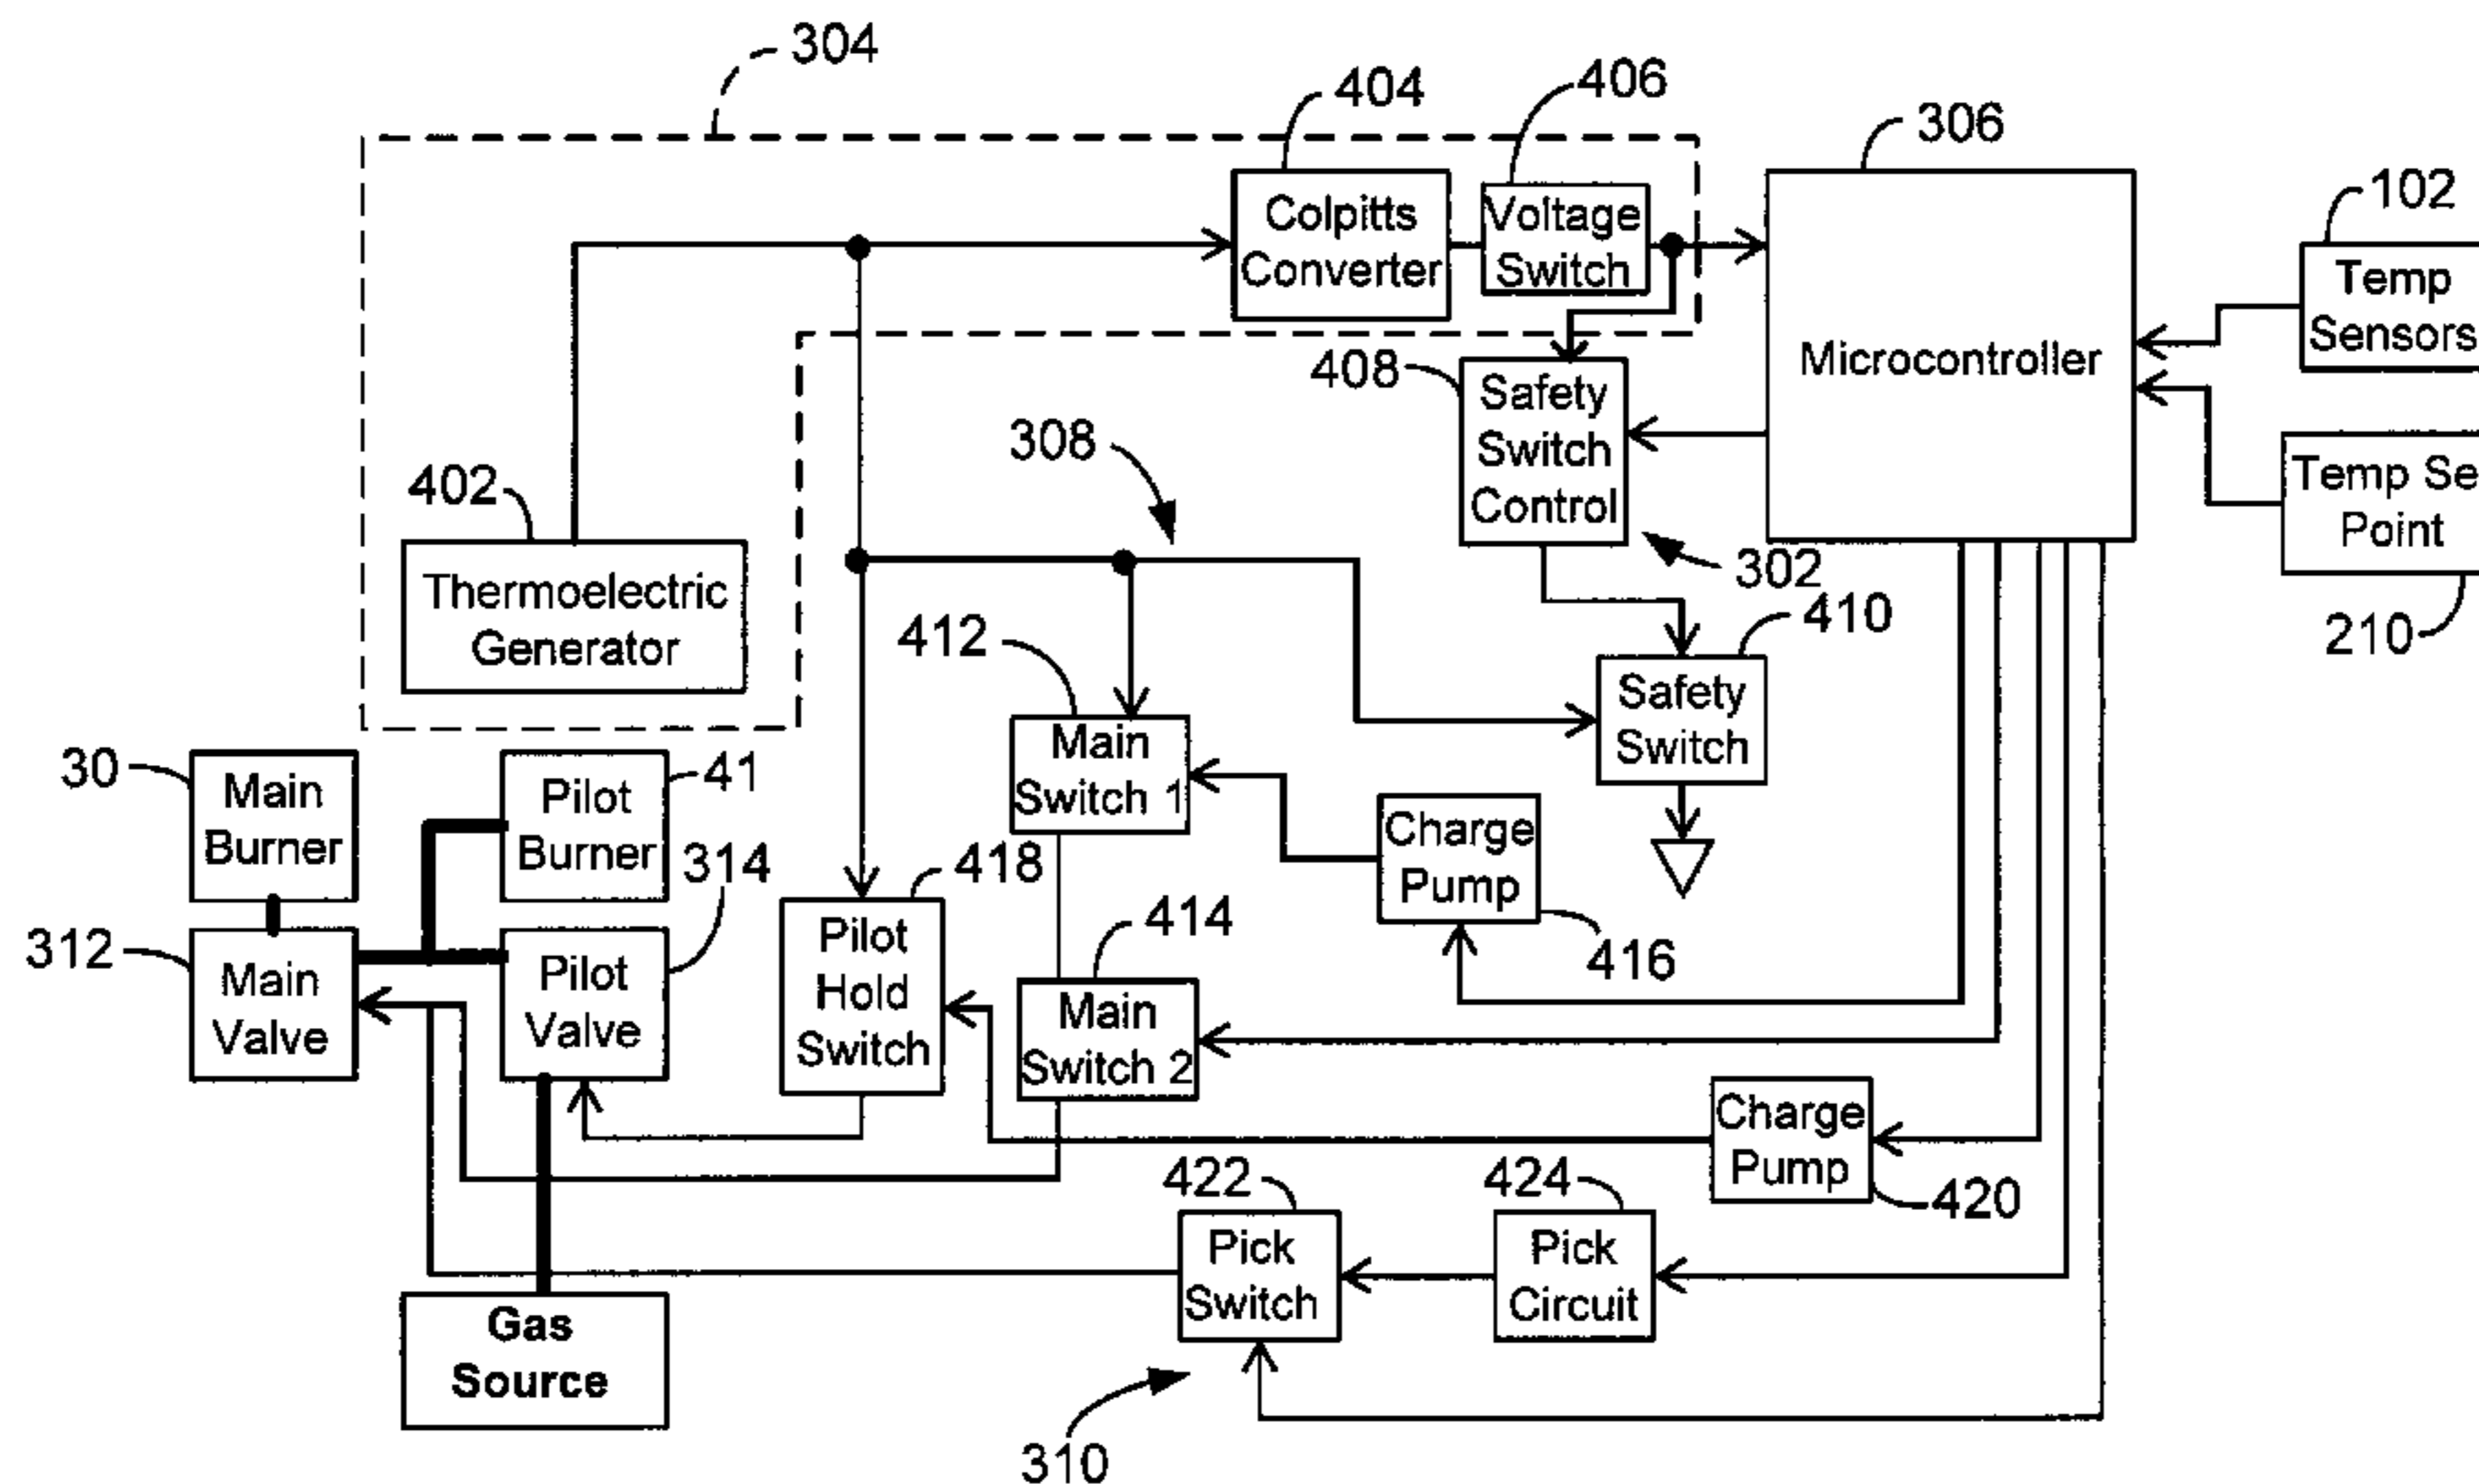 304
404
406
306
102
Colpitts
Converter
Voltage
Switch
Temp
Sensors
408
Safety
Switch
Control
Microcontroller
308
402
Thermoelectric
Generator
302
Temp Se
Point
210
412
410
Safety
Switch
30
Main
Burner
Pilot
Burner
41
Main
Switch 1
Charge
Pump
416
314
418
414
312
Main
Valve
Pilot
Valve
Pilot
Hold
Switch
Main
Switch 2
Charge
Pump
420
422
424
Pick
Switch
Pick
Circuit
Gas
Source
310